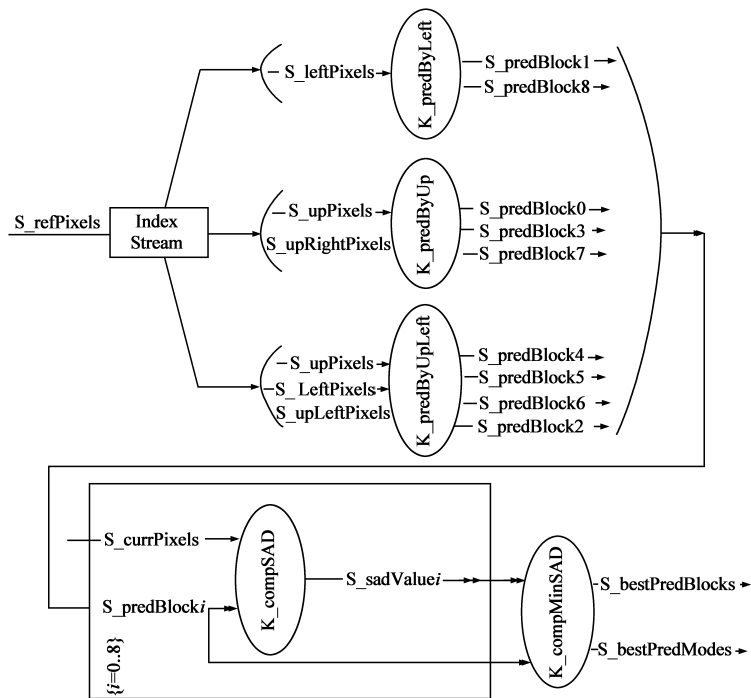 S_leftPixels
K_predByLeft
S_predBlock1
S_predBlock8
S_refPixels
Index
Stream
S_upPixels
S_upRightPixels
K_predByUp
S_predBlock0
S_predBlock3
S_predBlock7
S_upPixels
S_LeftPixels
S_upLeftPixels
K_predByUpLeft
S_predBlock4
S_predBlock5
S_predBlock6
S_predBlock2
S_currPixels
S_predBlocki
{i=0..8}
K_compSAD
S_sadValuei
K_compMinSAD
S_bestPredBlocks
S_bestPredModes